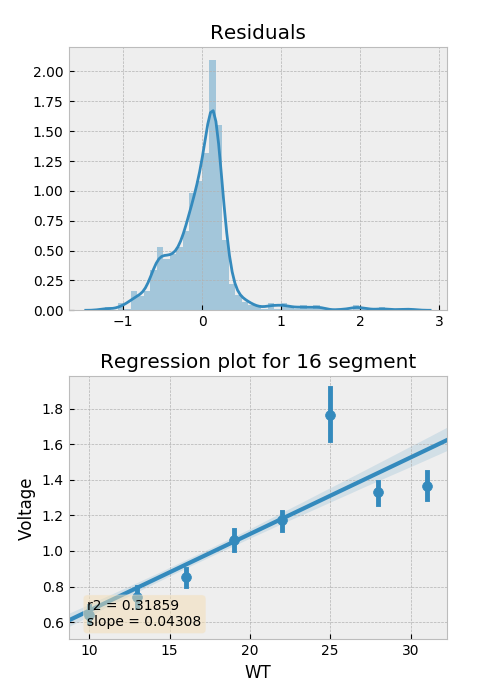 Residuals
2.00
1.75
1.50
1.25
1.00
0.75
0.50
0.25
0.00
−1 0 1 2 3
Regression plot for 16 segment
1.8
1.6
1.4
1.2
1.0
0.8
0.6
Voltage
r2 = 0.31859
slope = 0.04308
10 15 20 25 30
WT